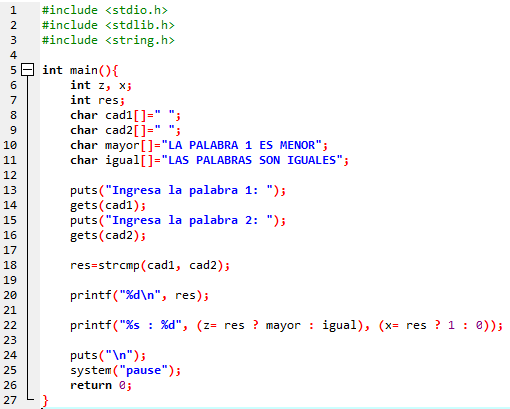 1 #include <stdio.h>
2 #include <stdlib.h>
3 #include <string.h>
4
5 int main(){
6 int z, x;
7 int res;
8 char cad1[]=" ";
9 char cad2[]=" ";
10 char mayor[]="LA PALABRA 1 ES MENOR";
11 char igual[]="LAS PALABRAS SON IGUALES";
12
13 puts("Ingresa la palabra 1: ");
14 gets(cad1);
15 puts("Ingresa la palabra 2: ");
16 gets(cad2);
17
18 res=strcmp(cad1, cad2);
19
20 printf("%d\n", res);
21
22 printf("%s : %d", (z= res ? mayor : igual), (x= res ? 1 : 0));
23
24 puts("\n");
25 system("pause");
26 return 0;
27 }